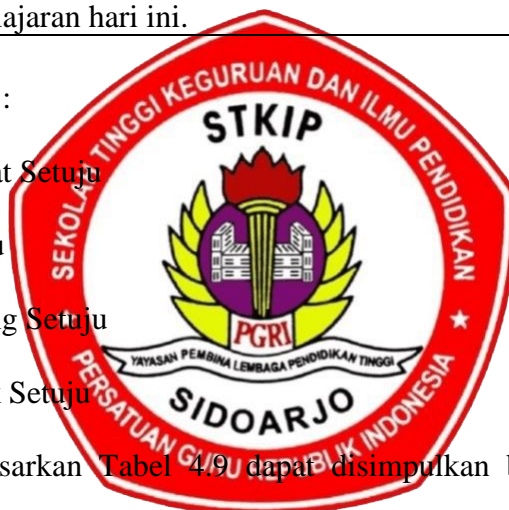 ajaran hari ini.
:
at Setuju
g Setuju
Setuju
sarkan Tabel 4.9 dapat disimpulkan
SEKOLAH TINGGI KEGURUAN DAN ILMU PENDIDIKAN
STKIP
PGRI
YAYASAN PEMBINA LEMBAGA PENDIDIKAN TINGGI
SIDOARJO
PERSATUAN GURU REPUBLIK INDONESIA